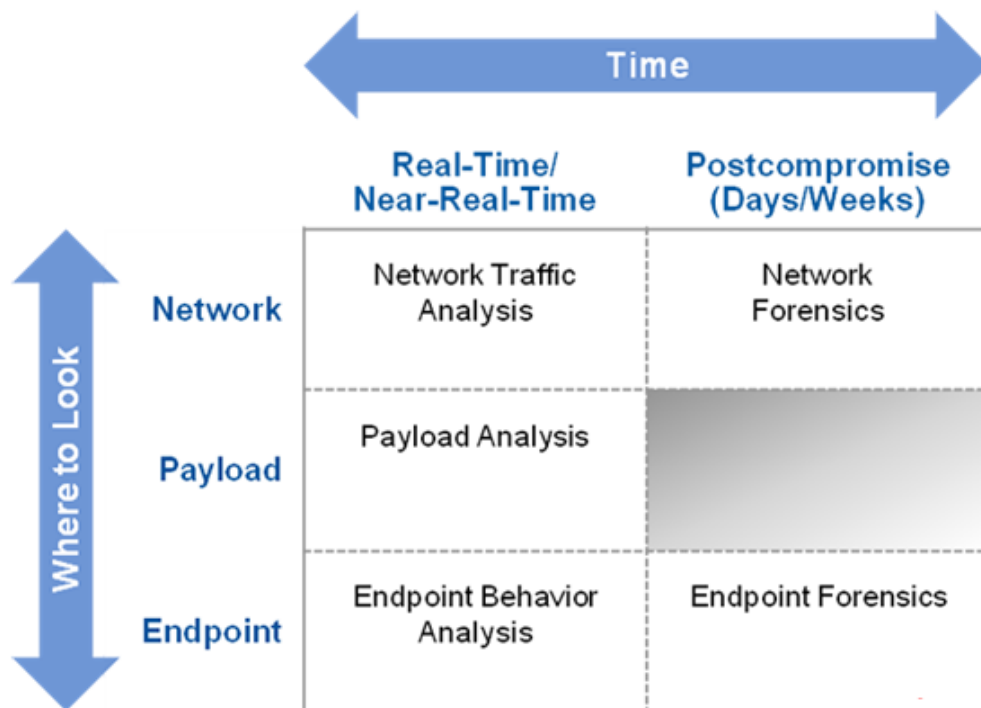 Time
Real-Time/
Near-Real-Time
Postcompromise
(Days/Weeks)
Where to Look
Network
Network Traffic
Analysis
Network
Forensics
Payload
Payload Analysis
Endpoint
Endpoint Behavior
Analysis
Endpoint Forensics